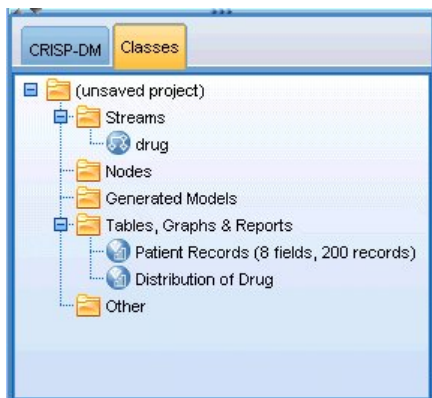 CRISP-DM Classes
(unsaved project)
Streams
drug
Nodes
Generated Models
Tables, Graphs & Reports
Patient Records (8 fields, 200 records)
Distribution of Drug
Other